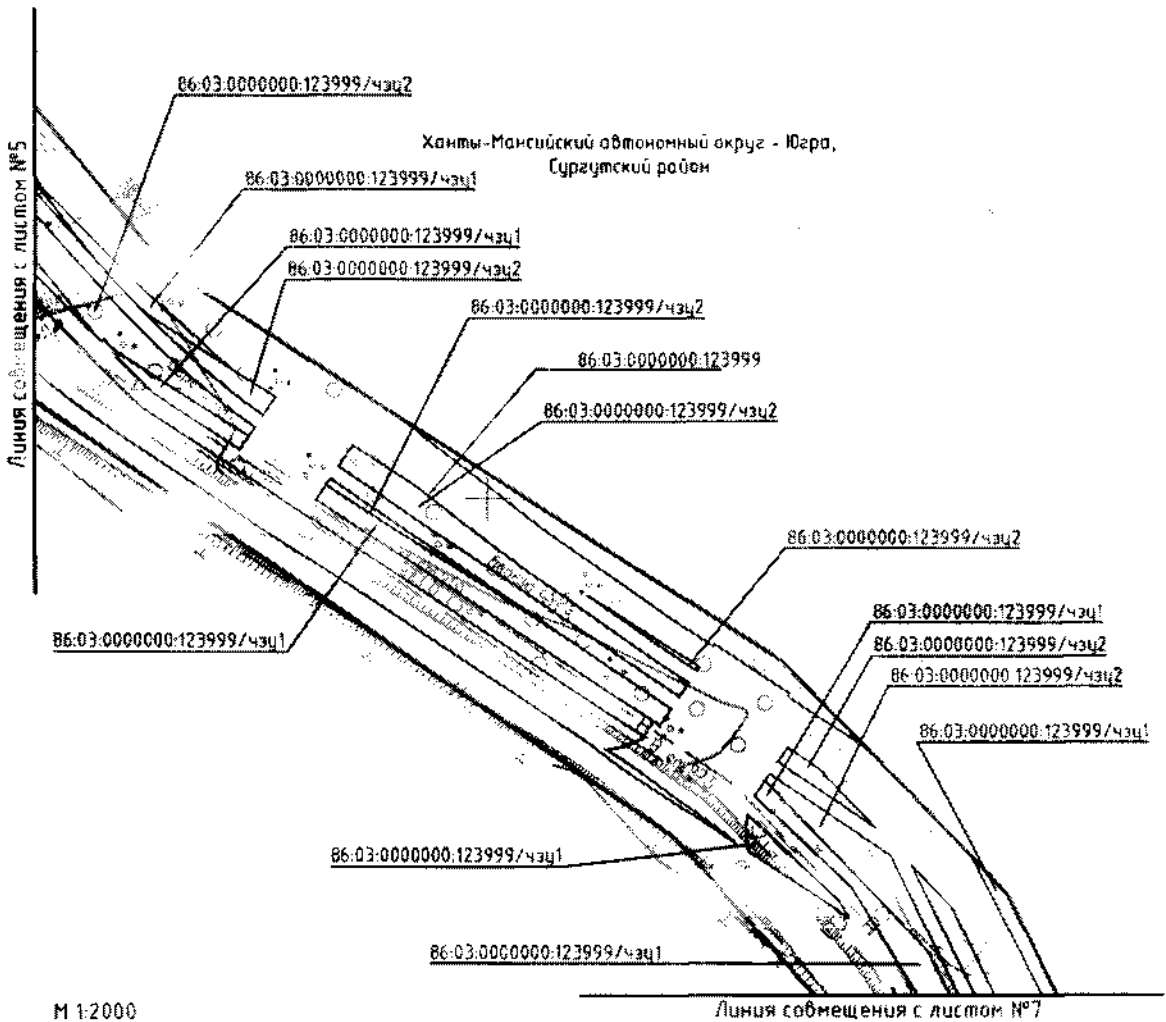 86:03:0000000:123999/чзу2
Ханты-Мансийский автономный округ - Югра,
Сургутский район
Линия совмещения с листом №5
86:03:0000000:123999/чзу1
86:03:0000000:123999/чзу1
86:03:0000000:123999/чзу2
86:03:0000000:123999/чзу2
86:03:0000000:123999
86:03:0000000:123999/чзу2
86:03:0000000:123999/чзу2
86:03:0000000:123999/чзу1
86:03:0000000:123999/чзу1
86:03:0000000:123999/чзу2
86:03:0000000:123999/чзу2
86:03:0000000:123999/чзу1
86:03:0000000:123999/чзу1
86:03:0000000:123999/чзу1
М 1:2000
Линия совмещения с листом №7